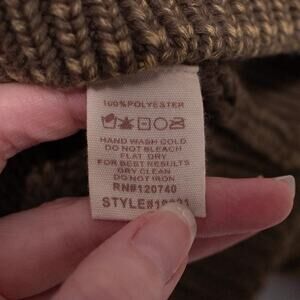 100% POLYESTER
HAND WASH COLD
DO NOT BLEACH
FLAT DRY
FOR BEST RESULTS
DRY CLEAN
DO NOT IRON
RN#120740
STYLE#